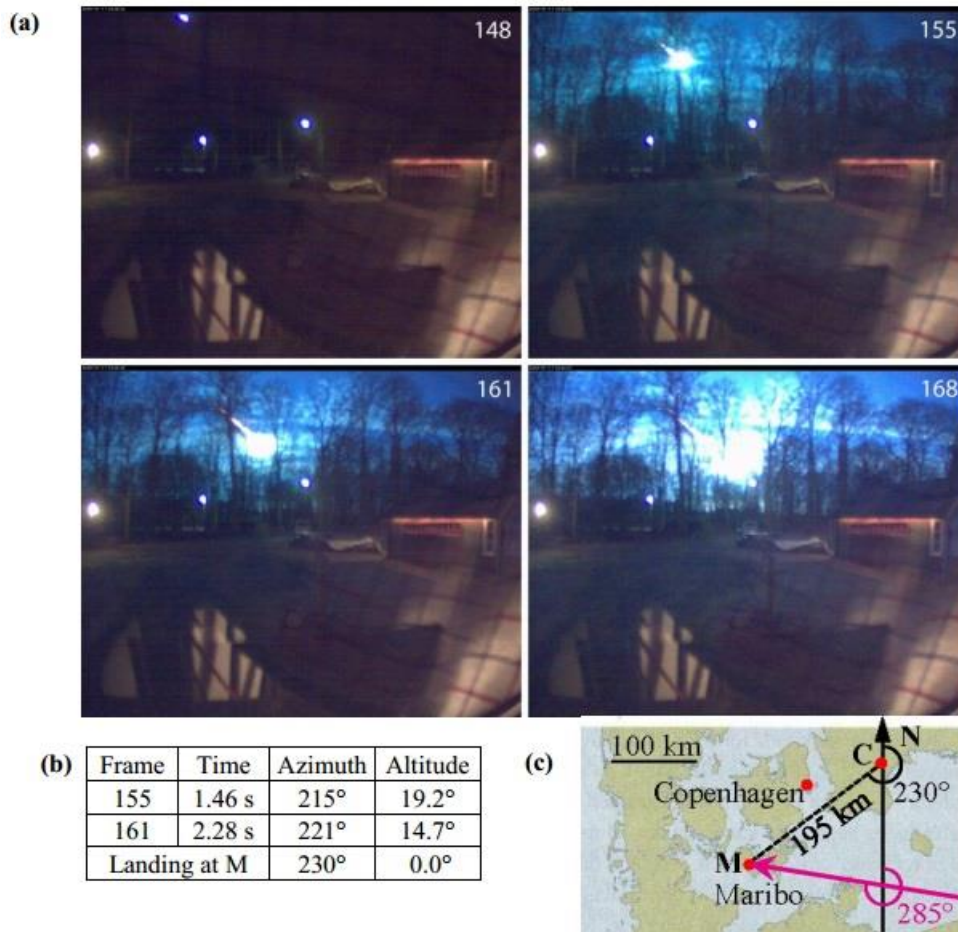 (a)
148
155
161
168
(b)
Frame Time Azimuth Altitude
155 1.46 s 215° 19.2°
161 2.28 s 221° 14.7°
Landing at M 230° 0.0°
(c)
100 km
C N
Copenhagen
230°
195 km
M
Maribo
285°